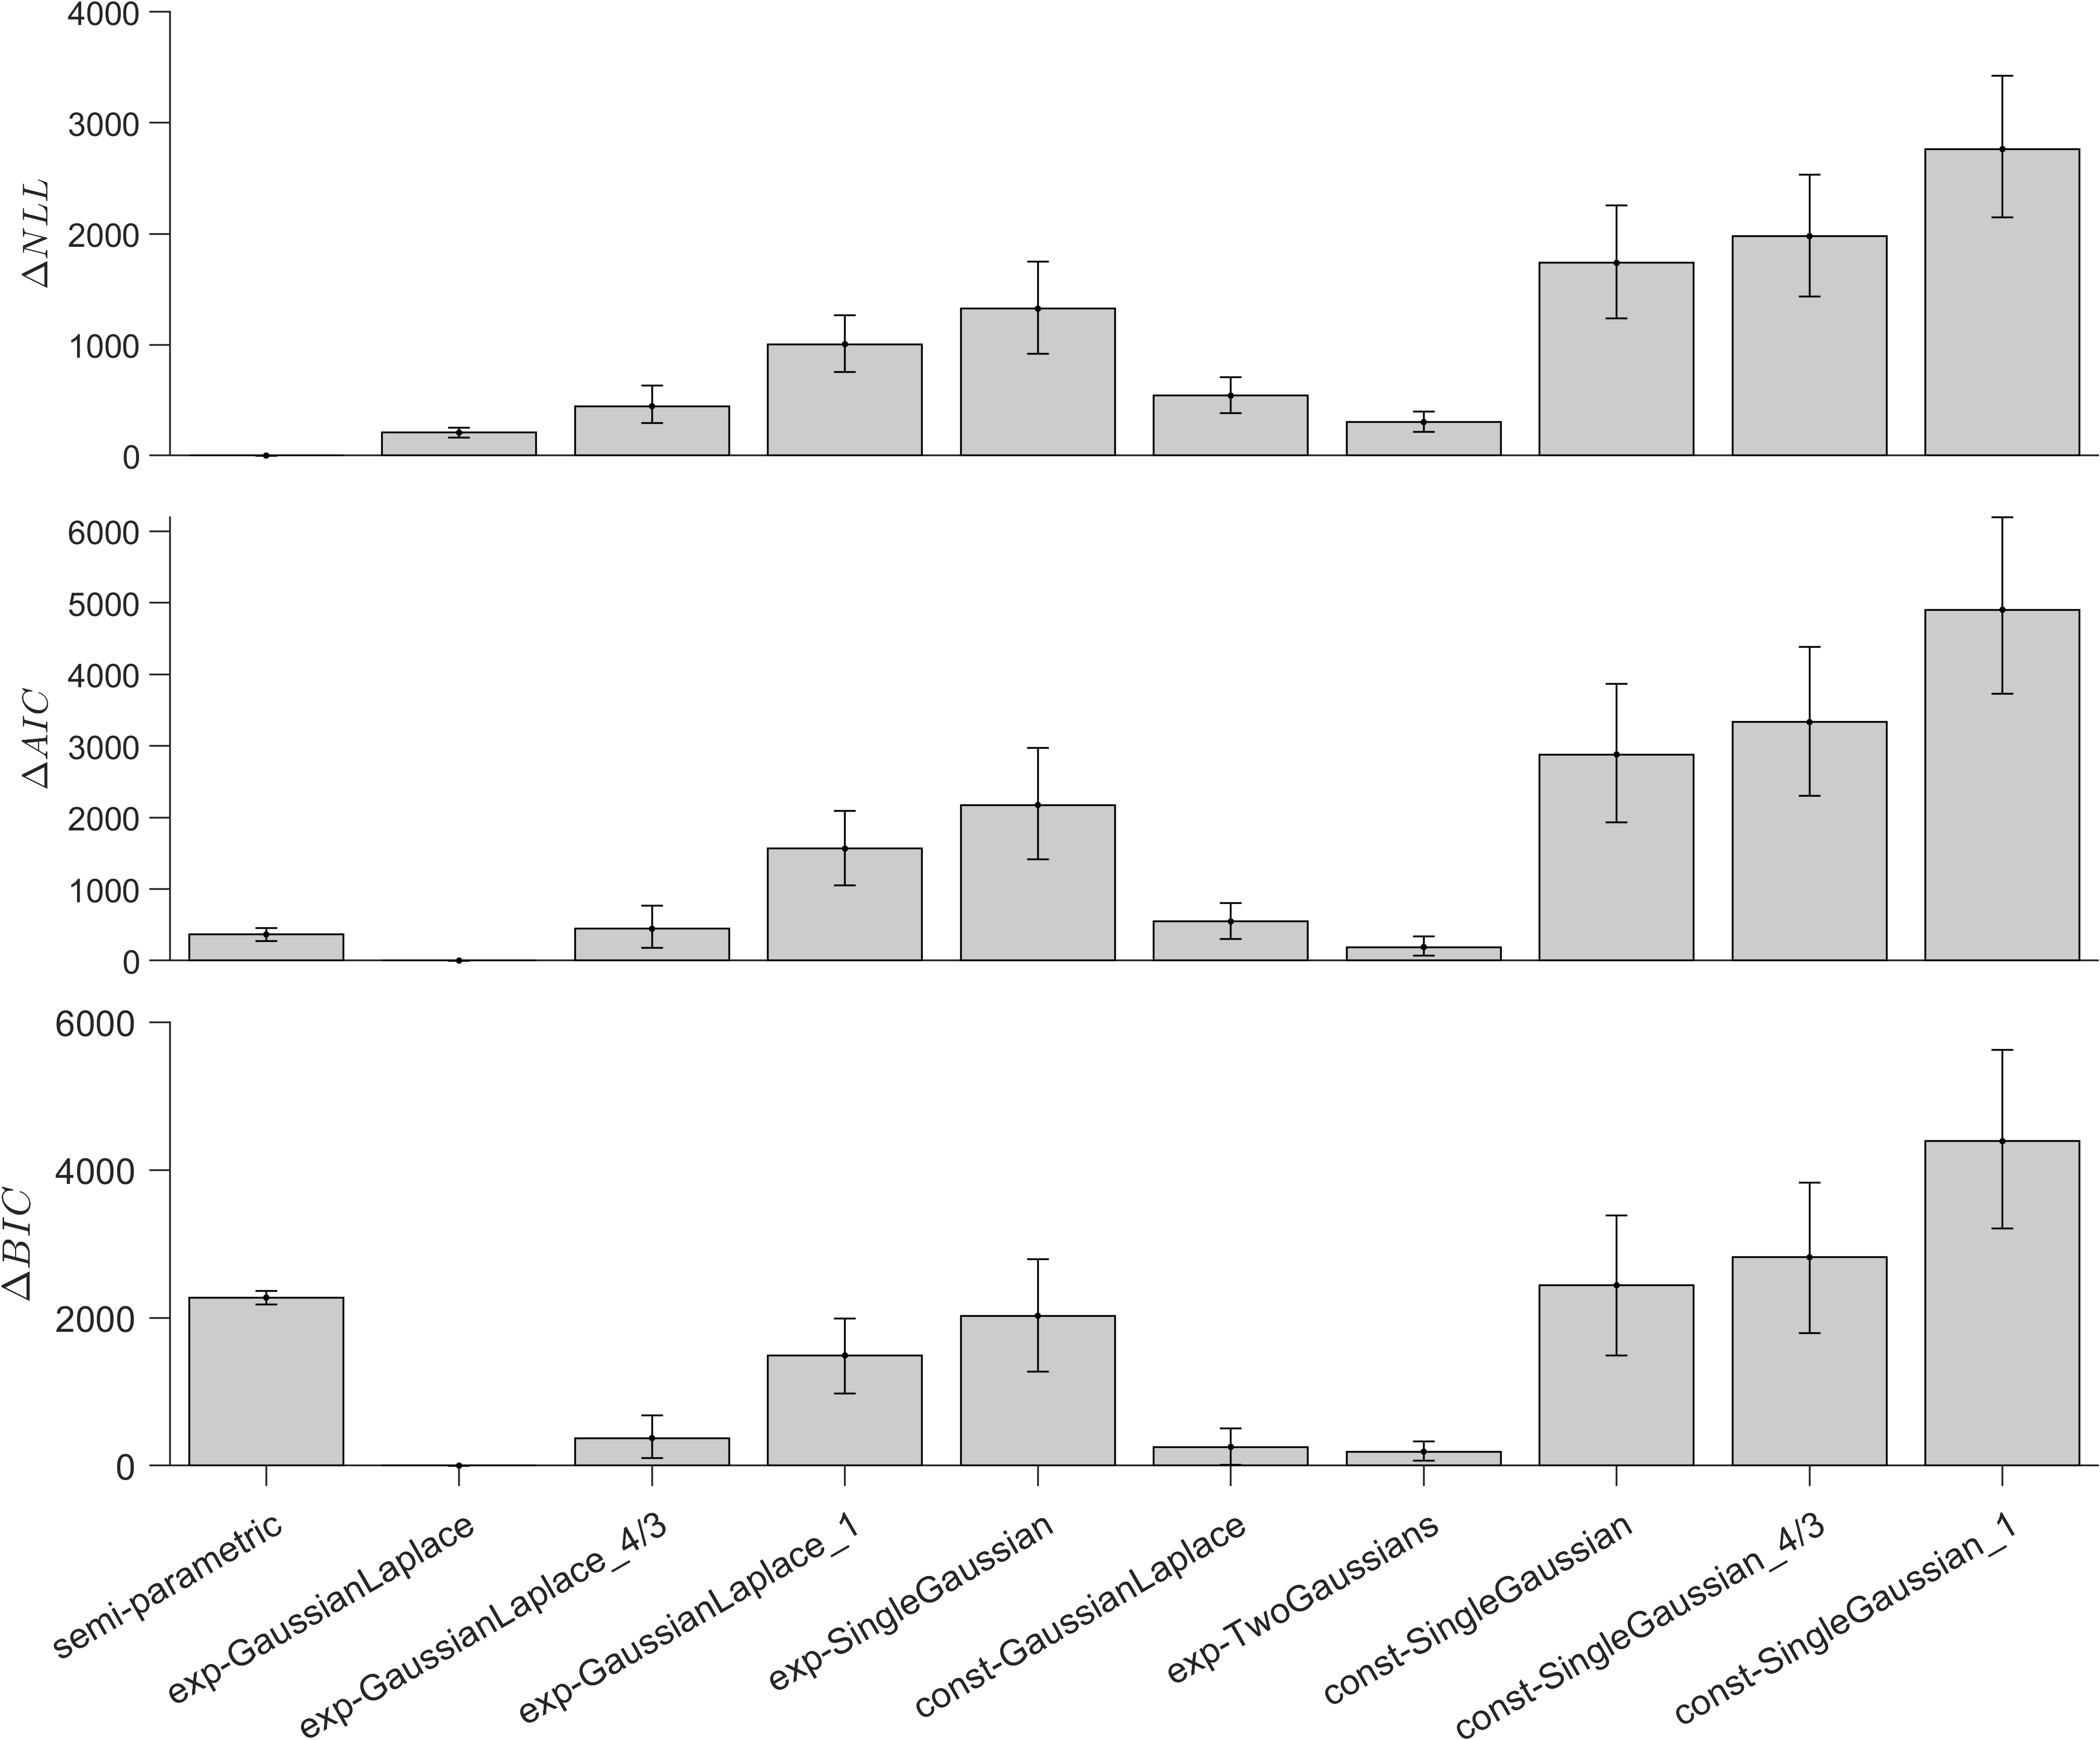 4000
3000
2000
1000
0
ΔNLL
6000
5000
4000
3000
2000
1000
0
ΔAIC
6000
4000
2000
0
ΔBIC
semi-parametric
exp-GaussianLaplace
exp-GaussianLaplace_4/3
exp-GaussianLaplace_1
exp-SingleGaussian
const-GaussianLaplace
exp-TwoGaussians
const-SingleGaussian
const-SingleGaussian_4/3
const-SingleGaussian_1